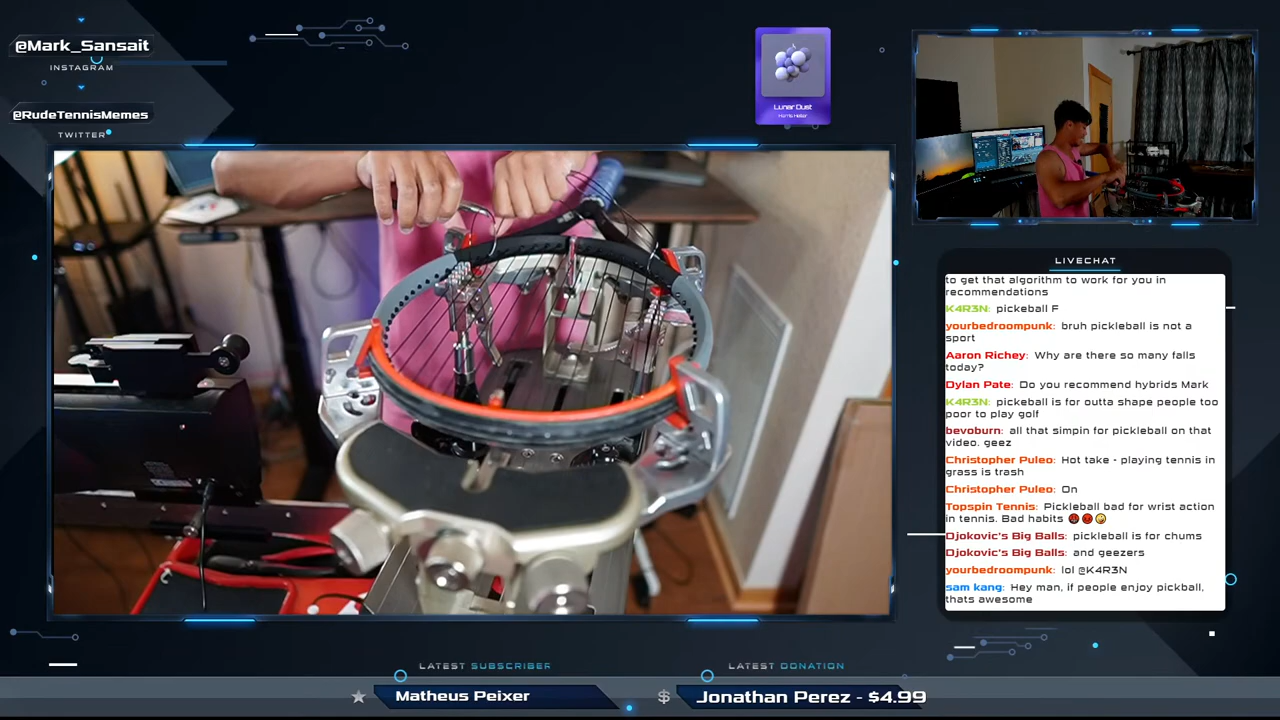 @Mark_Sansait
INSTAGRAM
@RudeTennisMemes
TWITTER
Lunar Dust
Harris Heller
LIVECHAT
to get that algorithm to work for you in
recommendations
K4R3N: pickeball F
yourbedroompunk: bruh pickleball is not a
sport
Aaron Richey: Why are there so many falls
today?
Dylan Pate: Do you recommend hybrids Mark
K4R3N: pickeball is for outta shape people too
poor to play golf
bevoburn: all that simpin for pickleball on that
video. geez
Christopher Puleo: Hot take - playing tennis in
grass is trash
Christopher Puleo: On
Topspin Tennis: Pickleball bad for wrist action
in tennis. Bad habits
Djokovic's Big Balls: pickleball is for chums
Djokovic's Big Balls: and geezers
yourbedroompunk: lol @K4R3N
sam kang: Hey man, if people enjoy pickball,
thats awesome
LATEST SUBSCRIBER
Matheus Peixer
LATEST DONATION
$ Jonathan Perez - $4.99